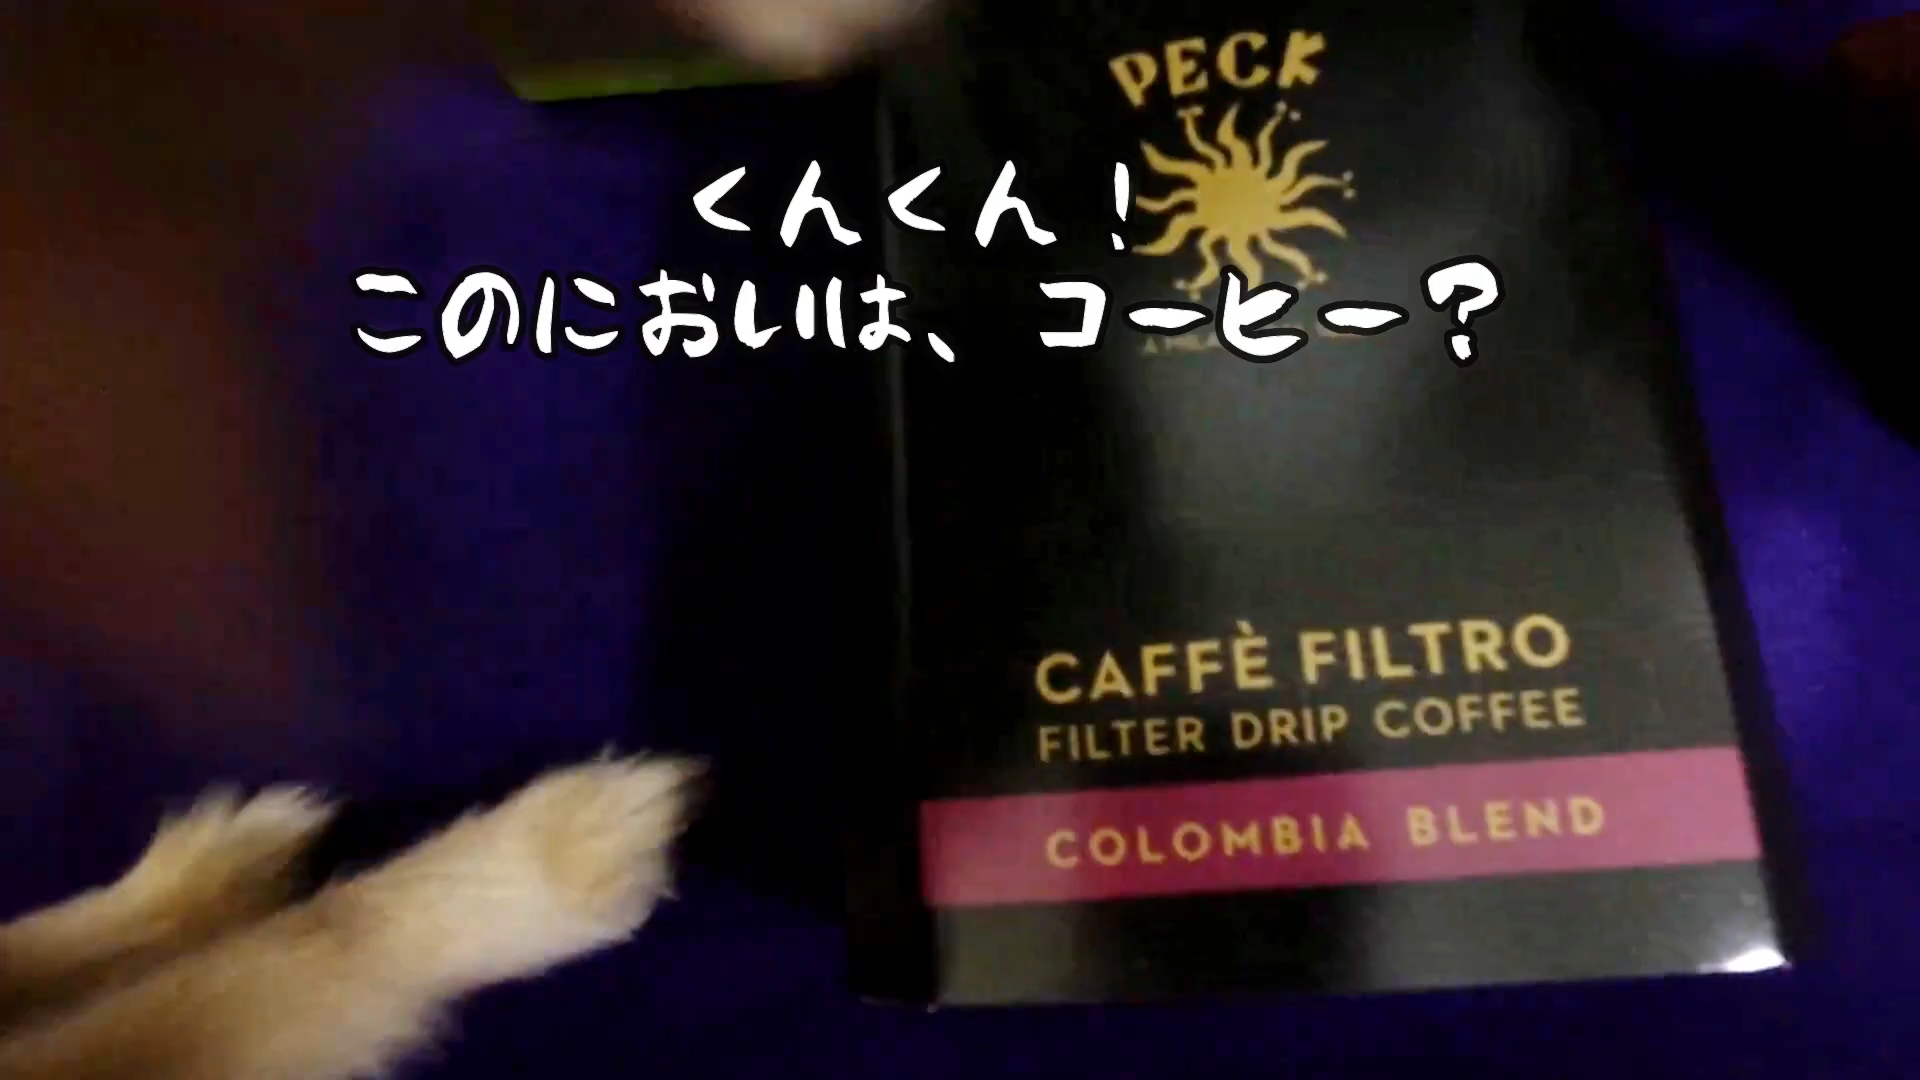 PECK
くんくん！
このにおいは、コーヒー？
CAFFÈ FILTRO
FILTER DRIP COFFEE
COLOMBIA BLEND